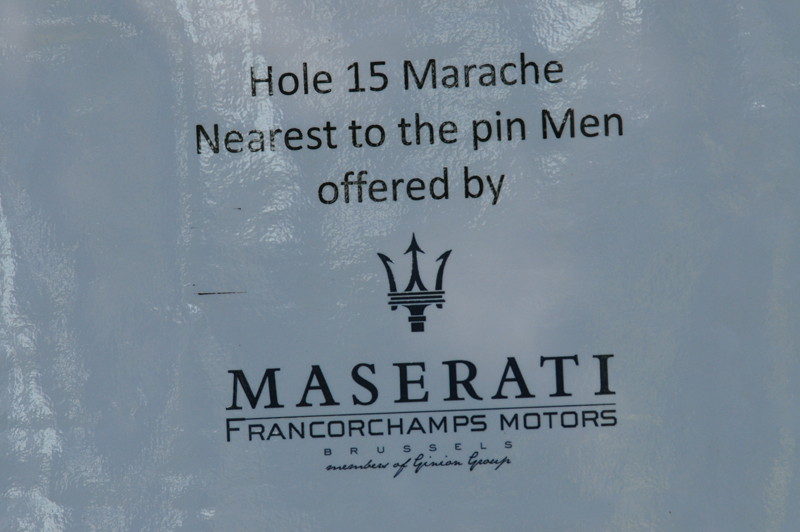 Hole 15 Marache
Nearest to the pin Men
offered by
MASERATI
FRANCORCHAMPS MOTORS
BRUSSELS
members of Ginion Group